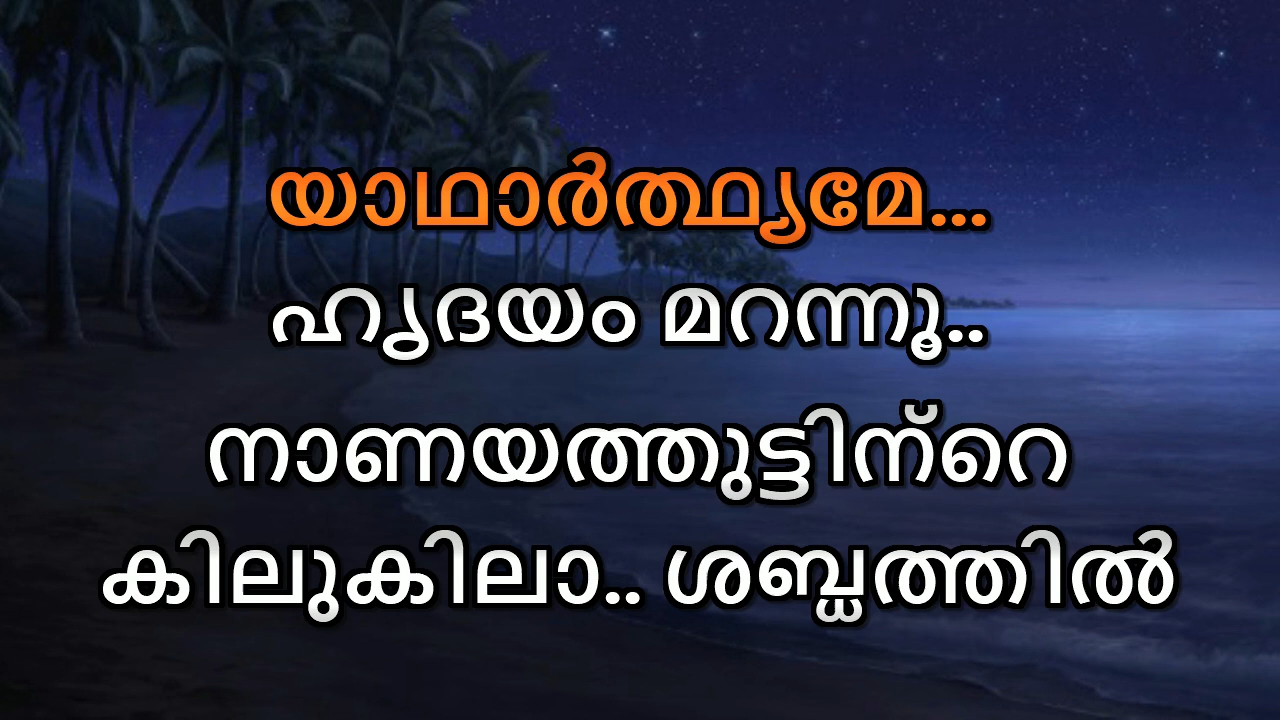 യാഥാർത്ഥ്യമേ...
ഹൃദയം മറന്നൂ..
നാണയത്തുട്ടിന്റെ
കിലുകിലാ.. ശബ്ദത്തിൽ